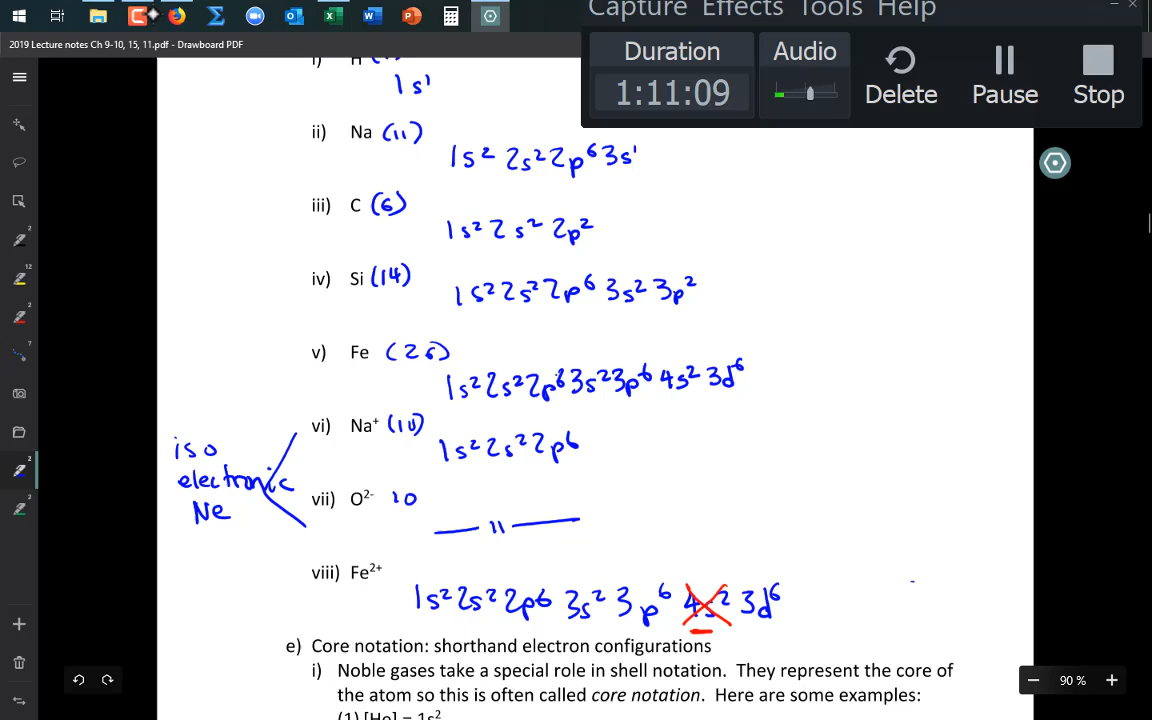 Capture Effects Tools Help
2019 Lecture notes Ch 9-10, 15, 11.pdf - Drawboard PDF
Duration
1:11:09
Audio
Delete
Pause
Stop
i) H
1s¹
ii) Na (11)
1s² 2s² 2p⁶ 3s¹
iii) C (6)
1s² 2s² 2p²
iv) Si (14)
1s² 2s² 2p⁶ 3s² 3p²
v) Fe (26)
1s² 2s² 2p⁶ 3s² 3p⁶ 4s² 3d⁶
vi) Na⁺ (10)
1s² 2s² 2p⁶
iso
electronic
Ne
vii) O²⁻ 10
— 11 —
viii) Fe²⁺
1s² 2s² 2p6 3s² 3p⁶ 4s² 3d⁶
e) Core notation: shorthand electron configurations
i) Noble gases take a special role in shell notation. They represent the core of
the atom so this is often called core notation. Here are some examples:
(1) [He] = 1s²
90 %